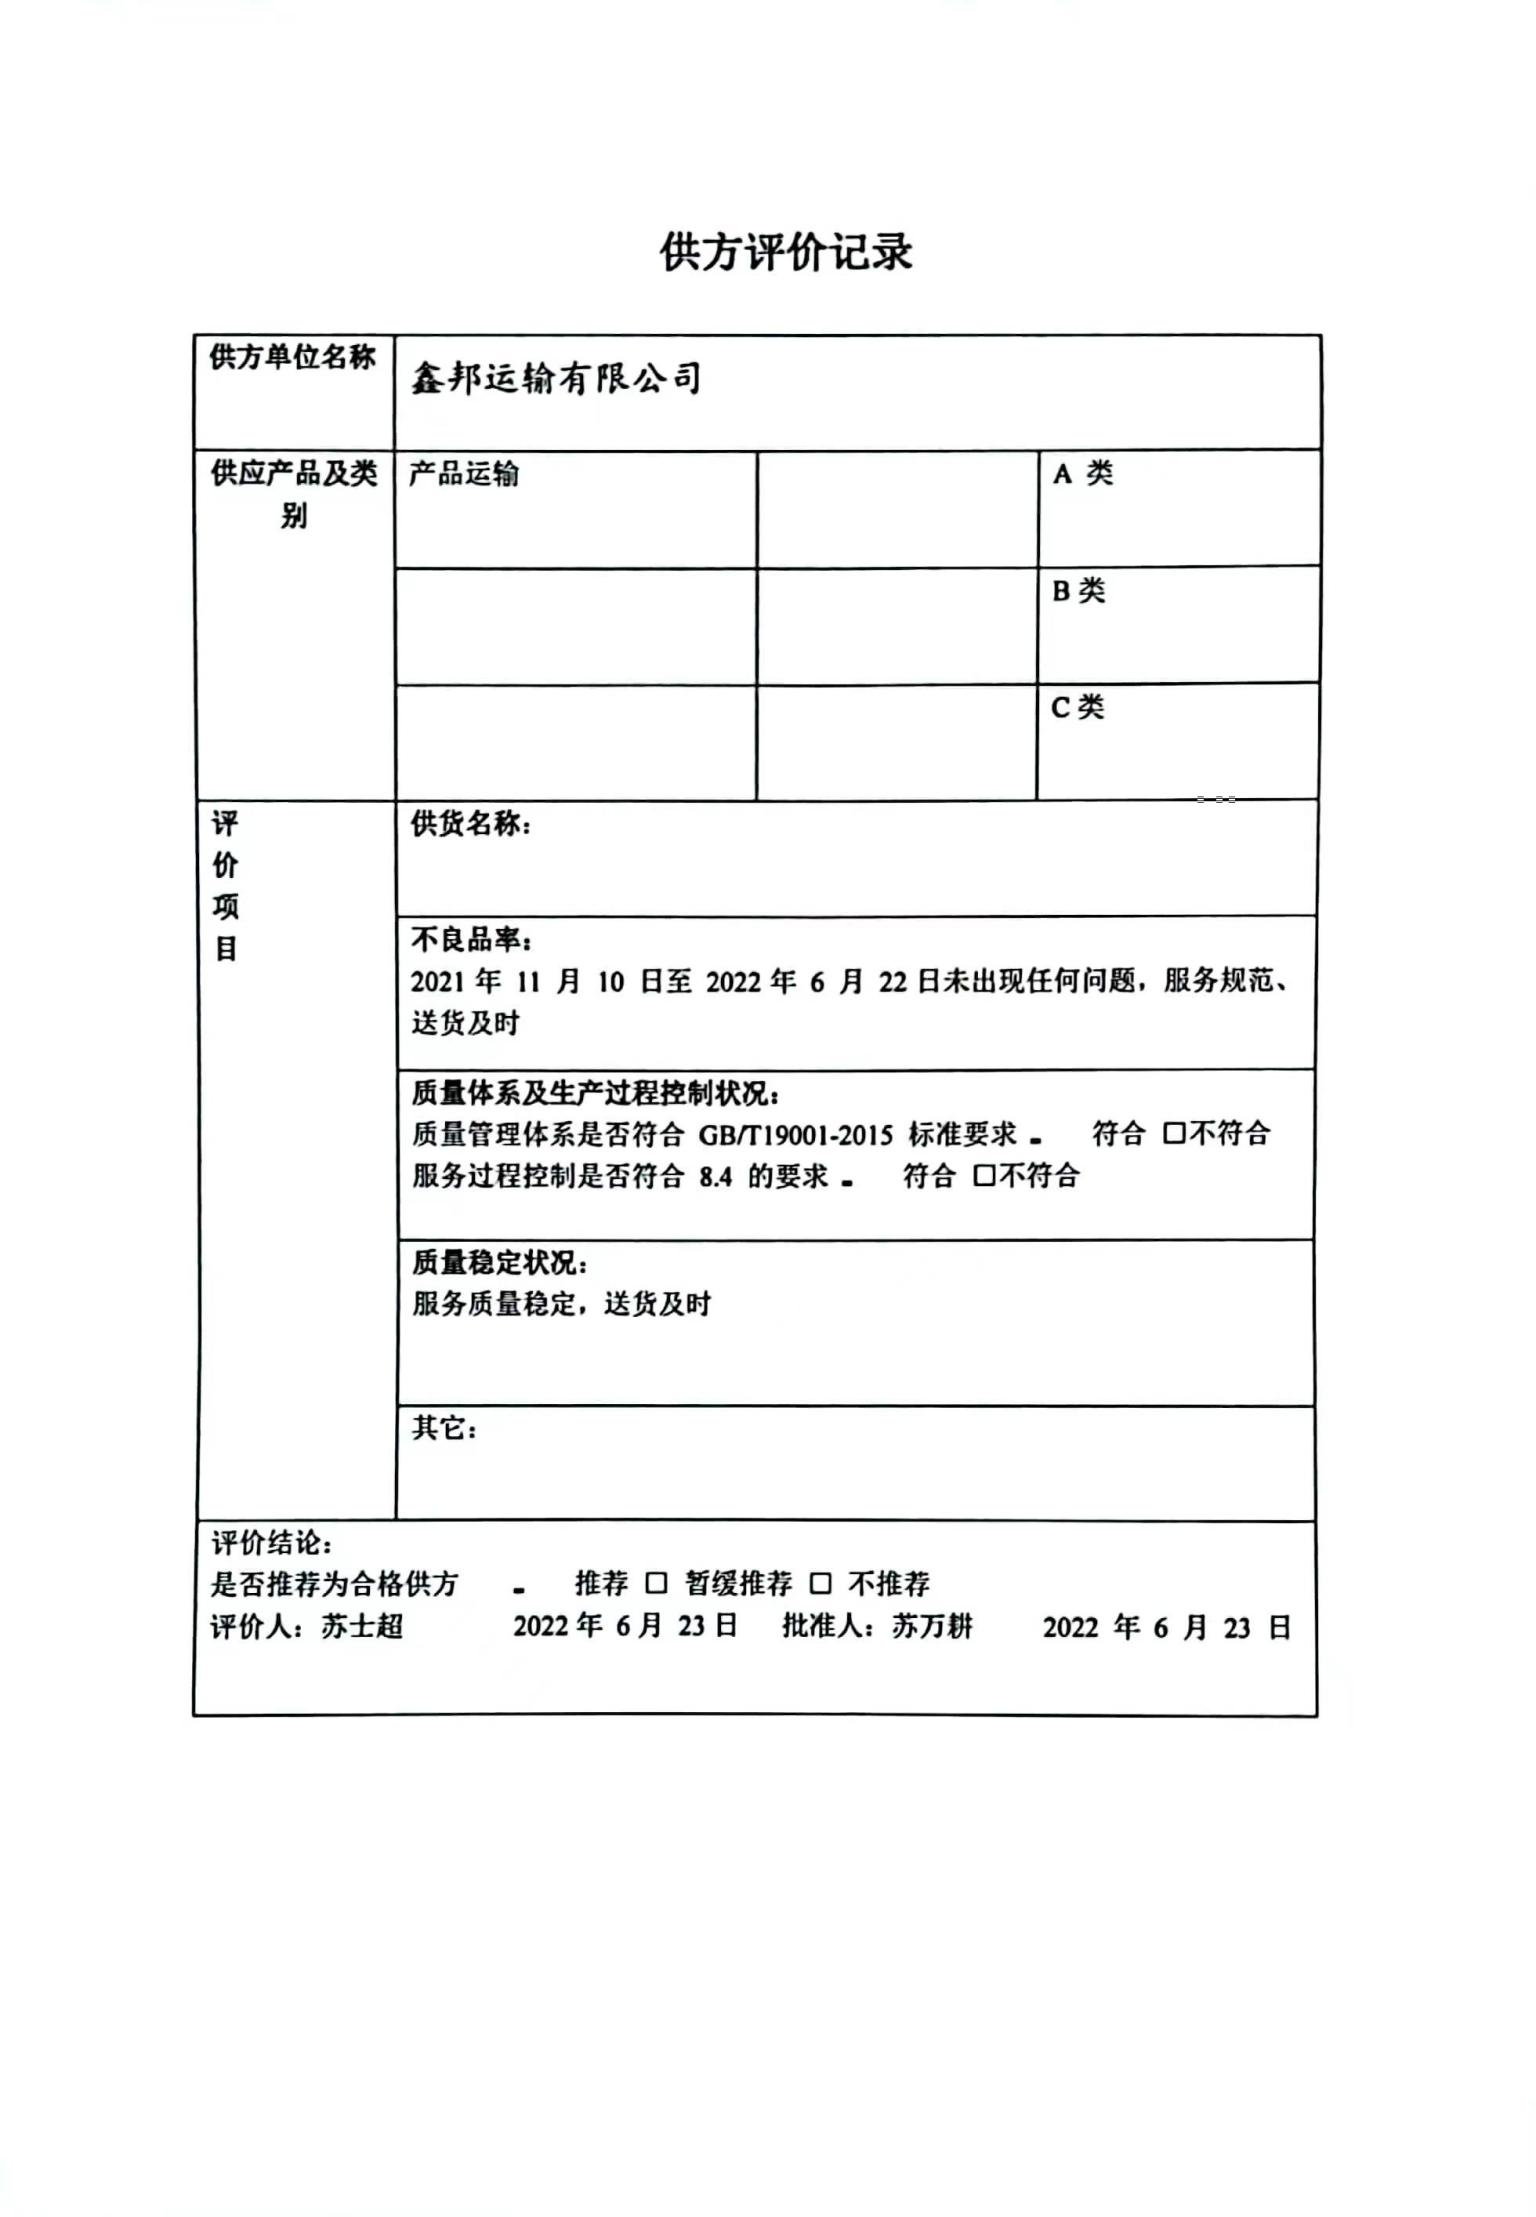 供方评价记录
供方单位名称
鑫邦运输有限公司
供应产品及类
别
产品运输
A 类
B 类
C 类
评
价
项
目
供货名称：
不良品率：
2021 年 11 月 10 日至 2022 年 6 月 22 日未出现任何问题，服务规范、
送货及时
质量体系及生产过程控制状况：
质量管理体系是否符合 GB/T19001-2015 标准要求 ▪ 符合 □不符合
服务过程控制是否符合 8.4 的要求 ▪ 符合 □不符合
质量稳定状况：
服务质量稳定，送货及时
其它：
评价结论：
是否推荐为合格供方 ▪ 推荐 □ 暂缓推荐 □ 不推荐
评价人：苏士超 2022 年 6 月 23 日 批准人：苏万耕 2022 年 6 月 23 日